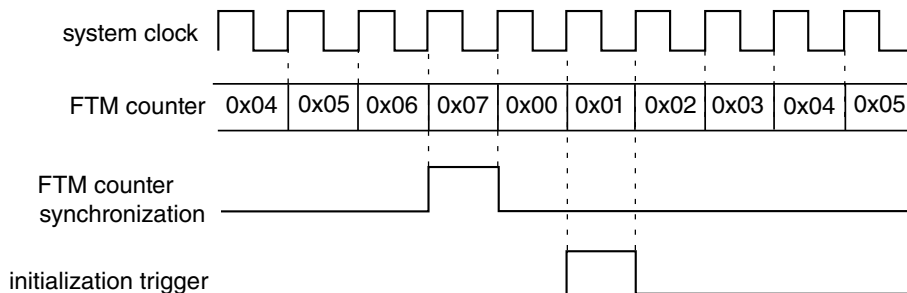 system clock
FTM counter 0x04 0x05 0x06 0x07 0x00 0x01 0x02 0x03 0x04 0x05
FTM counter
synchronization
initialization trigger